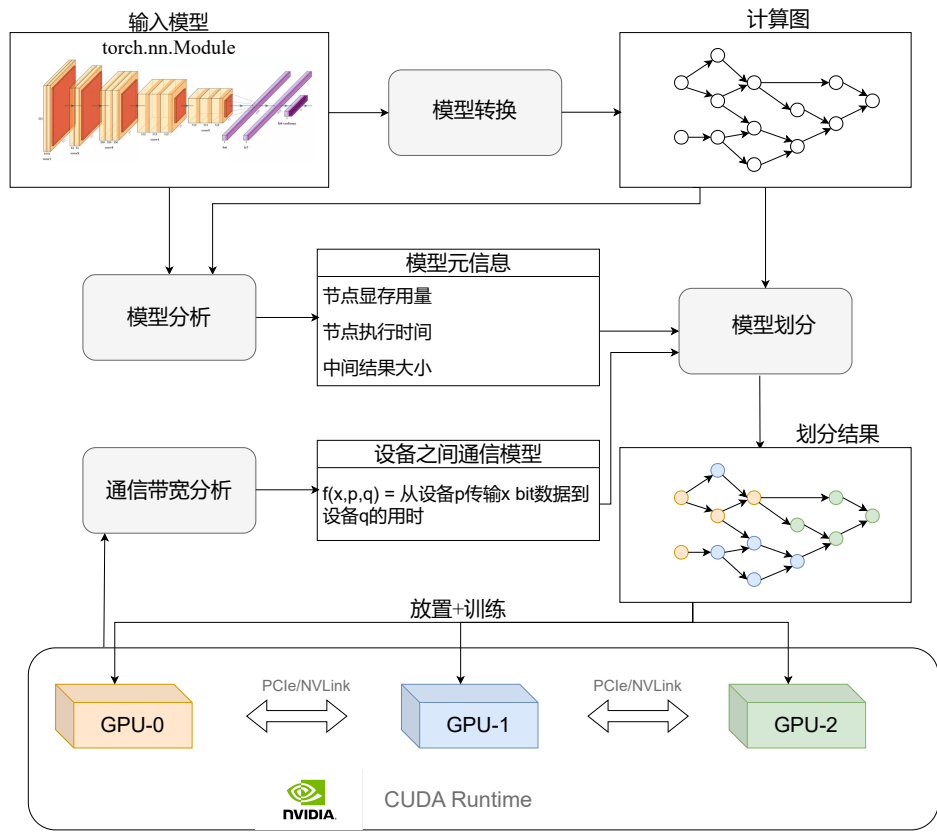 输入模型
torch.nn.Module
计算图
模型转换
模型分析
模型元信息
节点显存用量
节点执行时间
中间结果大小
模型划分
通信带宽分析
设备之间通信模型
f(x,p,q) = 从设备p传输x bit数据到
设备q的用时
划分结果
放置+训练
PCIe/NVLink
PCIe/NVLink
GPU-0
GPU-1
GPU-2
NVIDIA.
CUDA Runtime